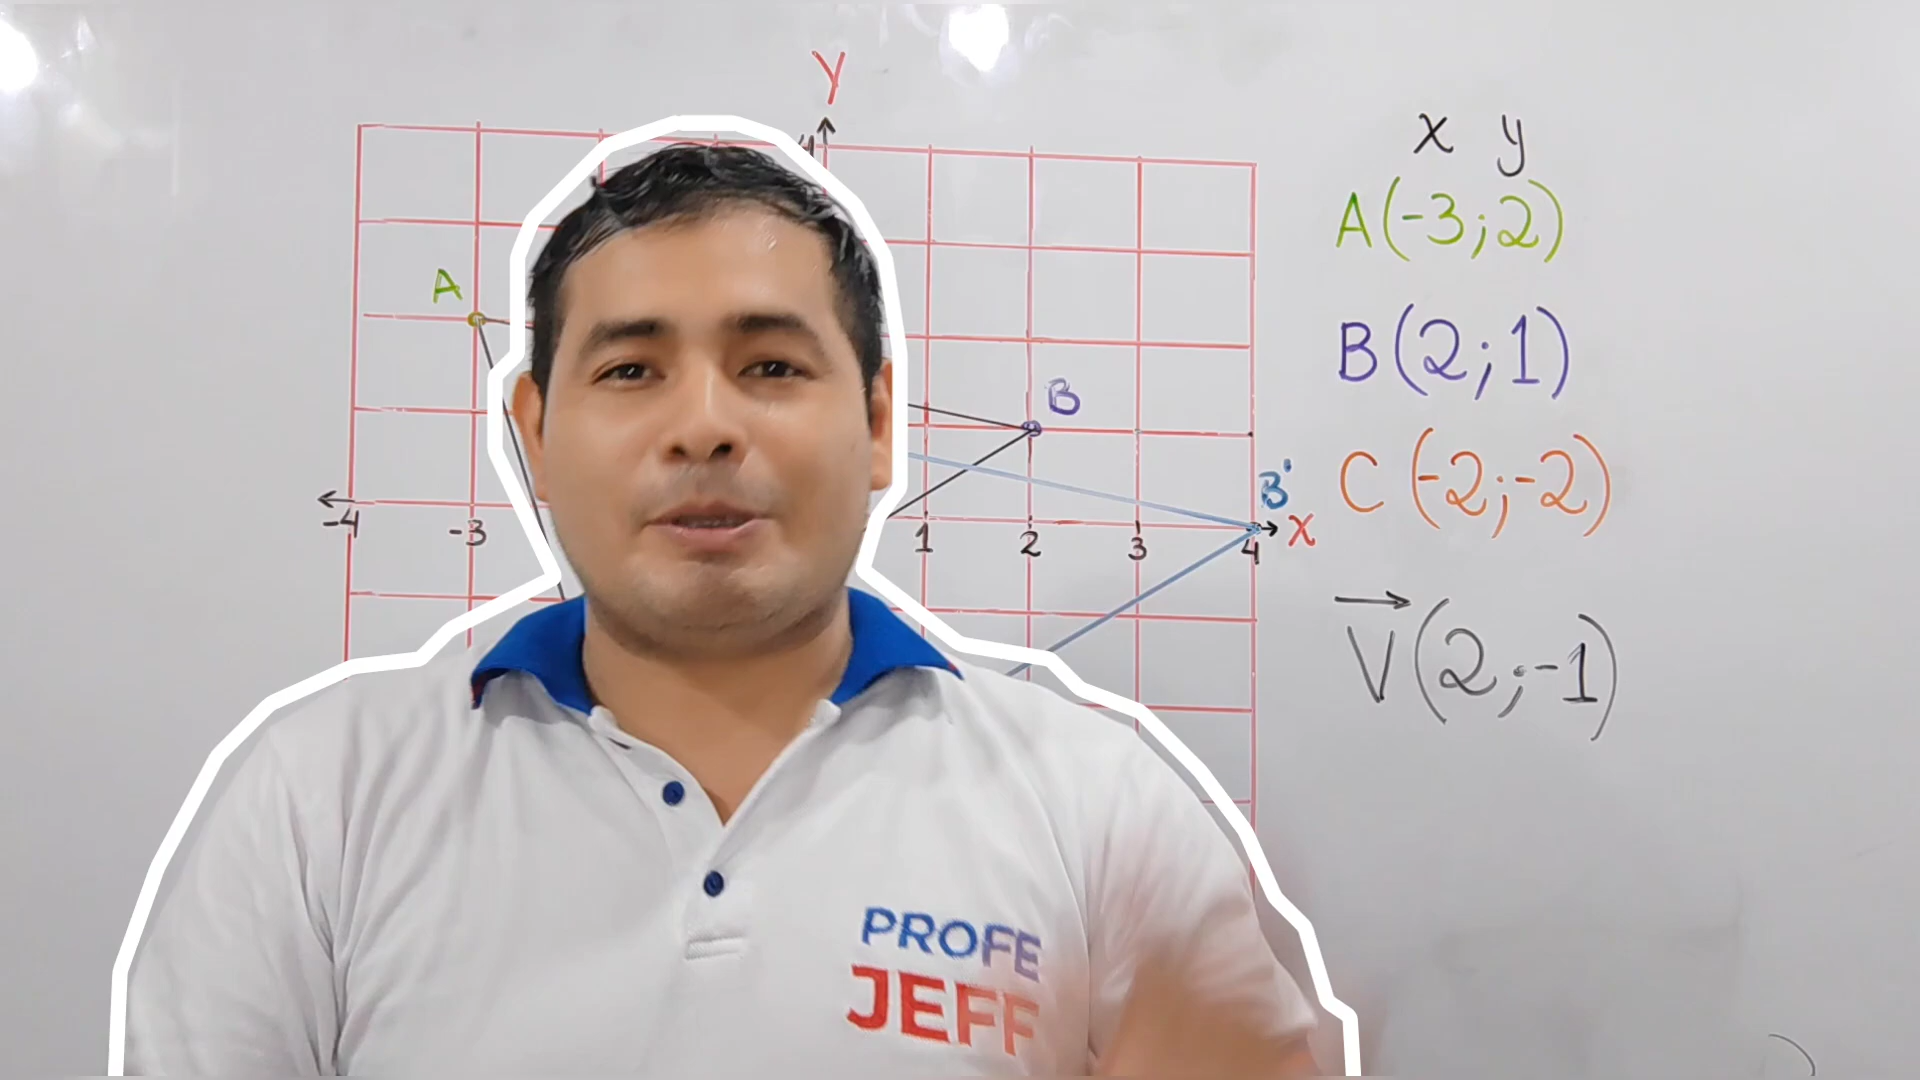 Y
x y
A(-3;2)
A
B(2;1)
B
C(-2;-2)
B'
-4 -3 1 2 3 4 X
V(2;-1)
PROFE
JEFF